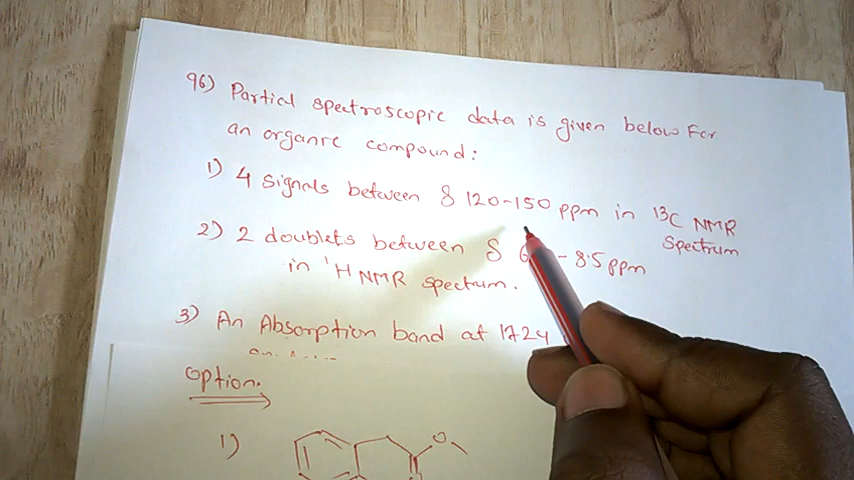 96) Partial spectroscopic data is given below for
an organic compound:
1) 4 signals between δ 120-150 ppm in 13C NMR
spectrum
2) 2 doublets between δ 6 - 8.5 ppm
in 1H NMR spectrum.
3) An Absorption band at 1724
option.
1)
O